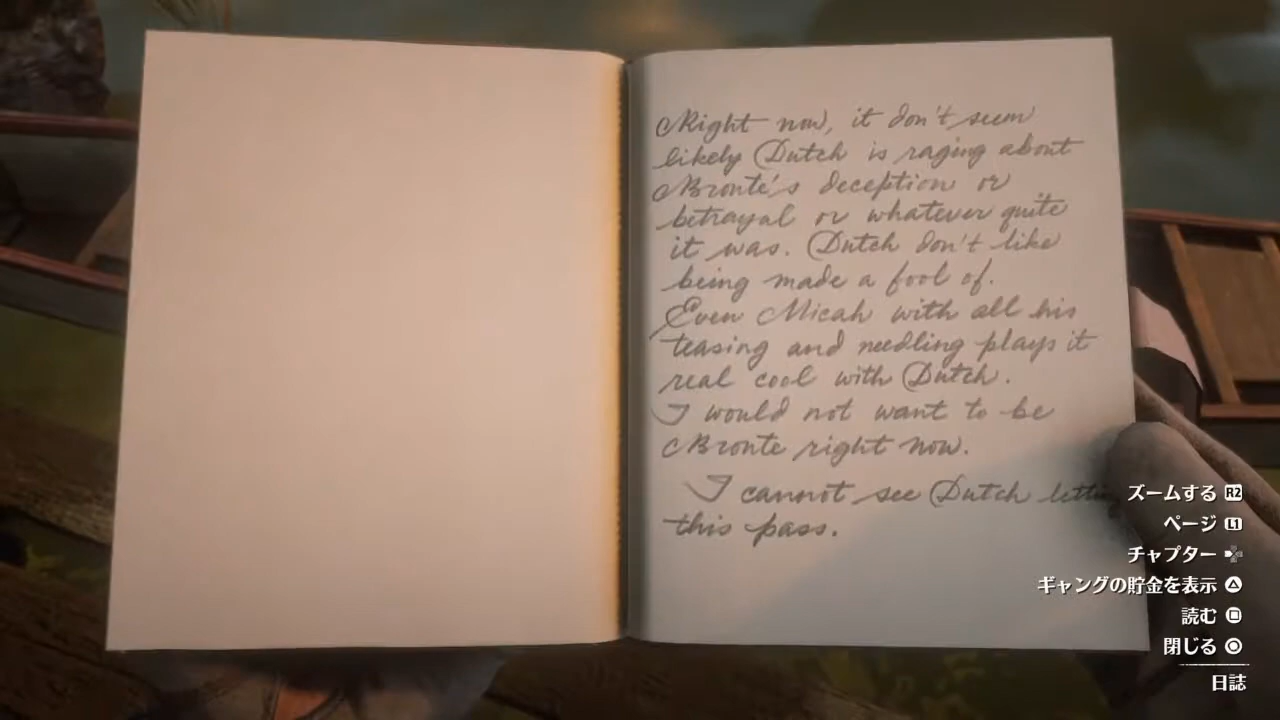 Right now, it don't seem
likely Dutch is raging about
Bronte's deception or
betrayal or whatever quite
it was. Dutch don't like
being made a fool of.
Even Micah with all his
teasing and needling plays it
real cool with Dutch.
I would not want to be
Bronte right now.
I cannot see Dutch
this pass.
ズームする R2
ページ L1
チャプター
ギャングの貯金を表示
読む
閉じる
日誌